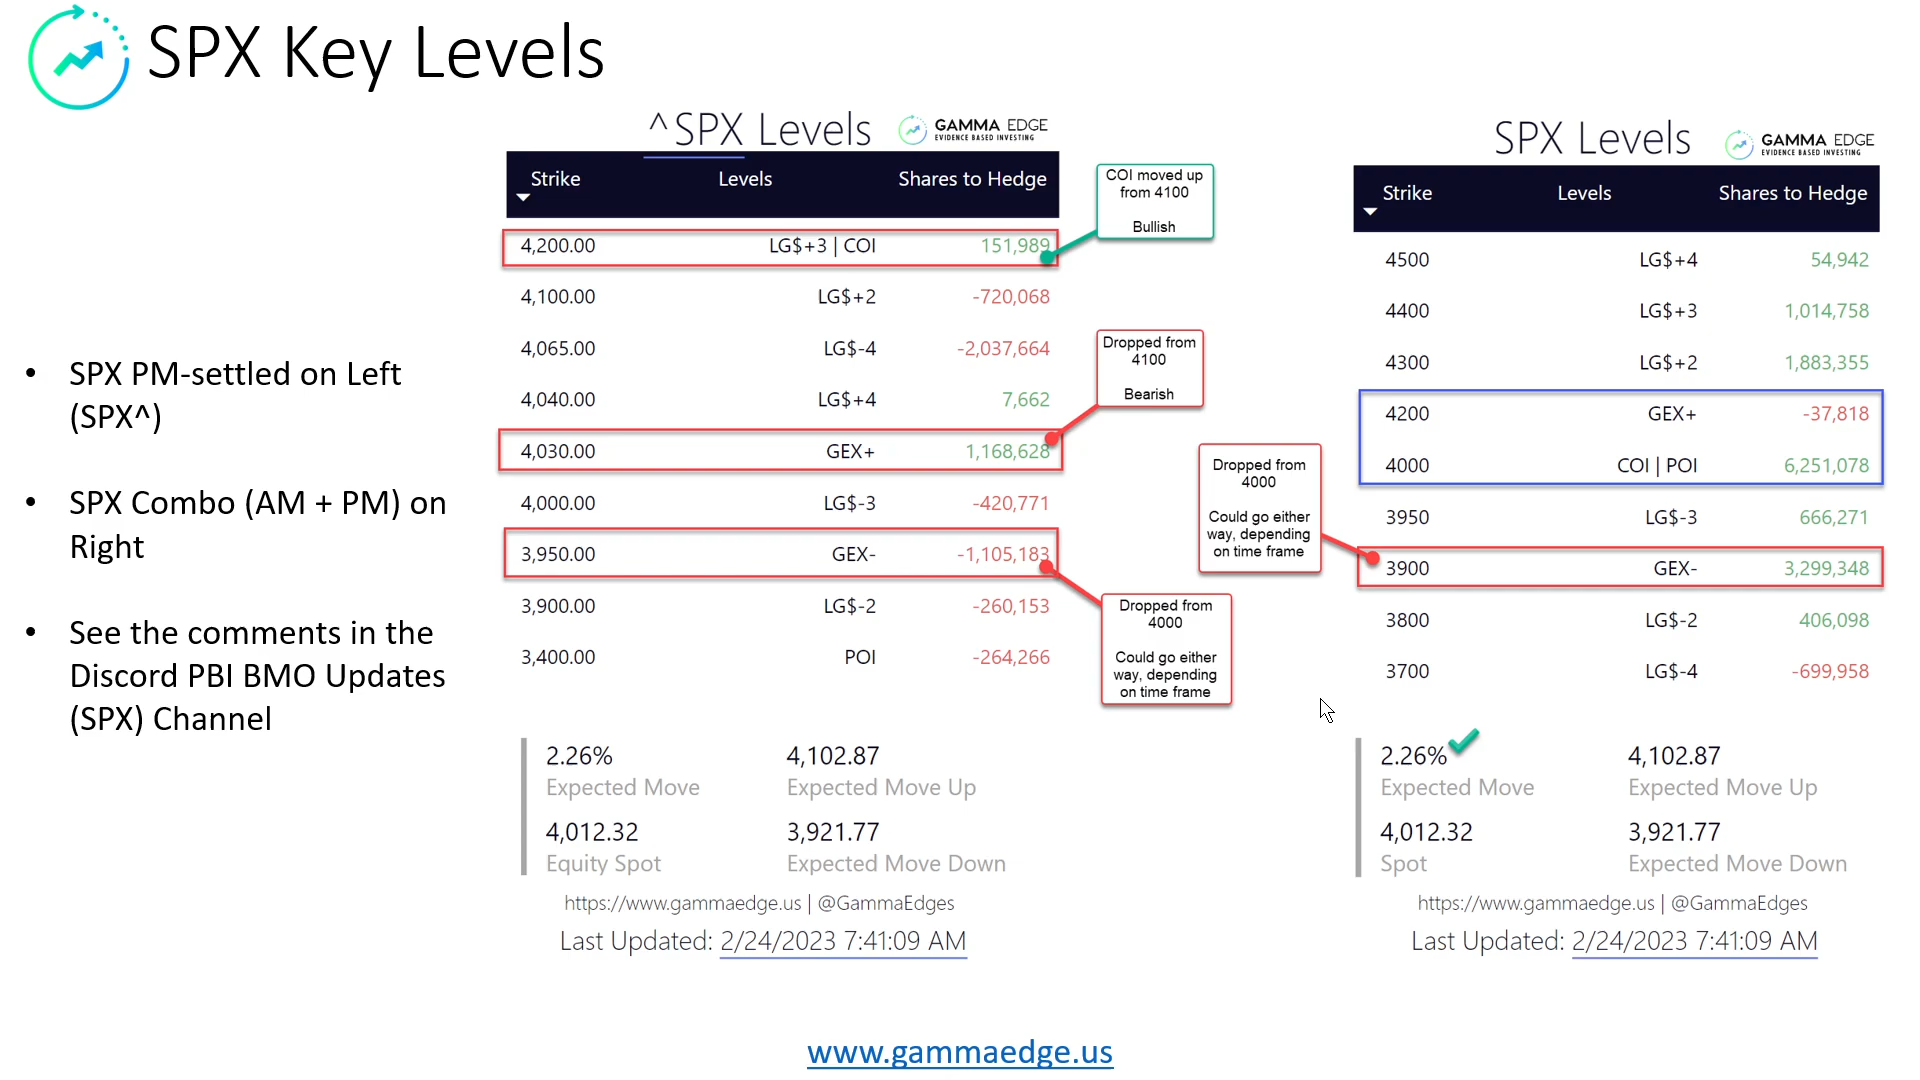 SPX Key Levels
• SPX PM-settled on Left
(SPX^)
• SPX Combo (AM + PM) on
Right
• See the comments in the
Discord PBI BMO Updates
(SPX) Channel
^SPX Levels
GAMMA EDGE
EVIDENCE BASED INVESTING
Strike Levels Shares to Hedge
4,200.00 LG$+3 | COI 151,989
4,100.00 LG$+2 -720,068
4,065.00 LG$-4 -2,037,664
4,040.00 LG$+4 7,662
4,030.00 GEX+ 1,168,628
4,000.00 LG$-3 -420,771
3,950.00 GEX- -1,105,183
3,900.00 LG$-2 -260,153
3,400.00 POI -264,266
COI moved up
from 4100
Bullish
Dropped from
4100
Bearish
Dropped from
4000
Could go either
way, depending
on time frame
2.26% 4,102.87
Expected Move Expected Move Up
4,012.32 3,921.77
Equity Spot Expected Move Down
https://www.gammaedge.us | @GammaEdges
Last Updated: 2/24/2023 7:41:09 AM
SPX Levels
GAMMA EDGE
EVIDENCE BASED INVESTING
Strike Levels Shares to Hedge
4500 LG$+4 54,942
4400 LG$+3 1,014,758
4300 LG$+2 1,883,355
4200 GEX+ -37,818
4000 COI | POI 6,251,078
3950 LG$-3 666,271
3900 GEX- 3,299,348
3800 LG$-2 406,098
3700 LG$-4 -699,958
Dropped from
4000
Could go either
way, depending
on time frame
2.26% 4,102.87
Expected Move Expected Move Up
4,012.32 3,921.77
Spot Expected Move Down
https://www.gammaedge.us | @GammaEdges
Last Updated: 2/24/2023 7:41:09 AM
www.gammaedge.us